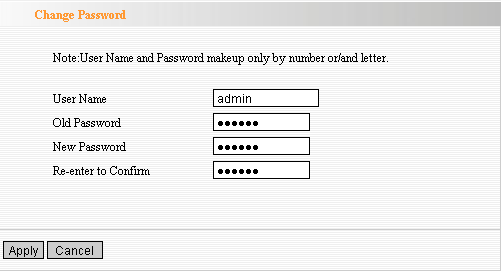 Change Password
Note:User Name and Password makeup only by number or/and letter.
User Name admin
Old Password ●●●●●●
New Password ●●●●●●
Re-enter to Confirm ●●●●●●
Apply Cancel